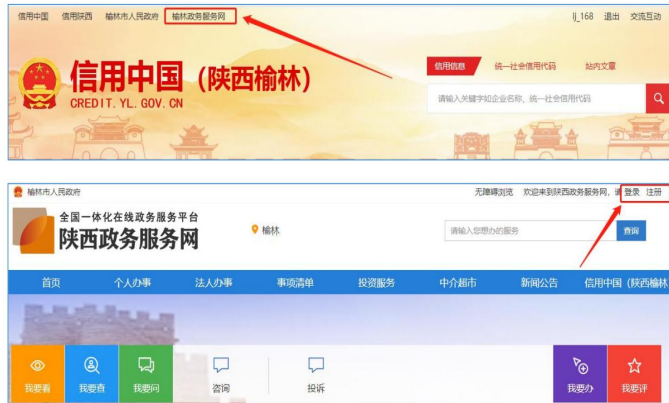 信用中国 信用陕西 榆林市人民政府 榆林政务服务网 lj_168 退出 交流互动
信用信息 统一社会信用代码 站内文章
信用中国（陕西榆林）
CREDIT.YL.GOV.CN
请输入关键字如企业名称、统一社会信用代码
榆林市人民政府 无障碍浏览 欢迎来到陕西政务服务网，请 登录 注册
全国一体化在线政务服务平台
陕西政务服务网 榆林 请输入您想办的服务 查询
首页 个人办事 法人办事 事项清单 投资服务 中介超市 新闻公告 信用中国（陕西榆林
我要看 我要查 我要问 咨询 投诉 我要办 我要评